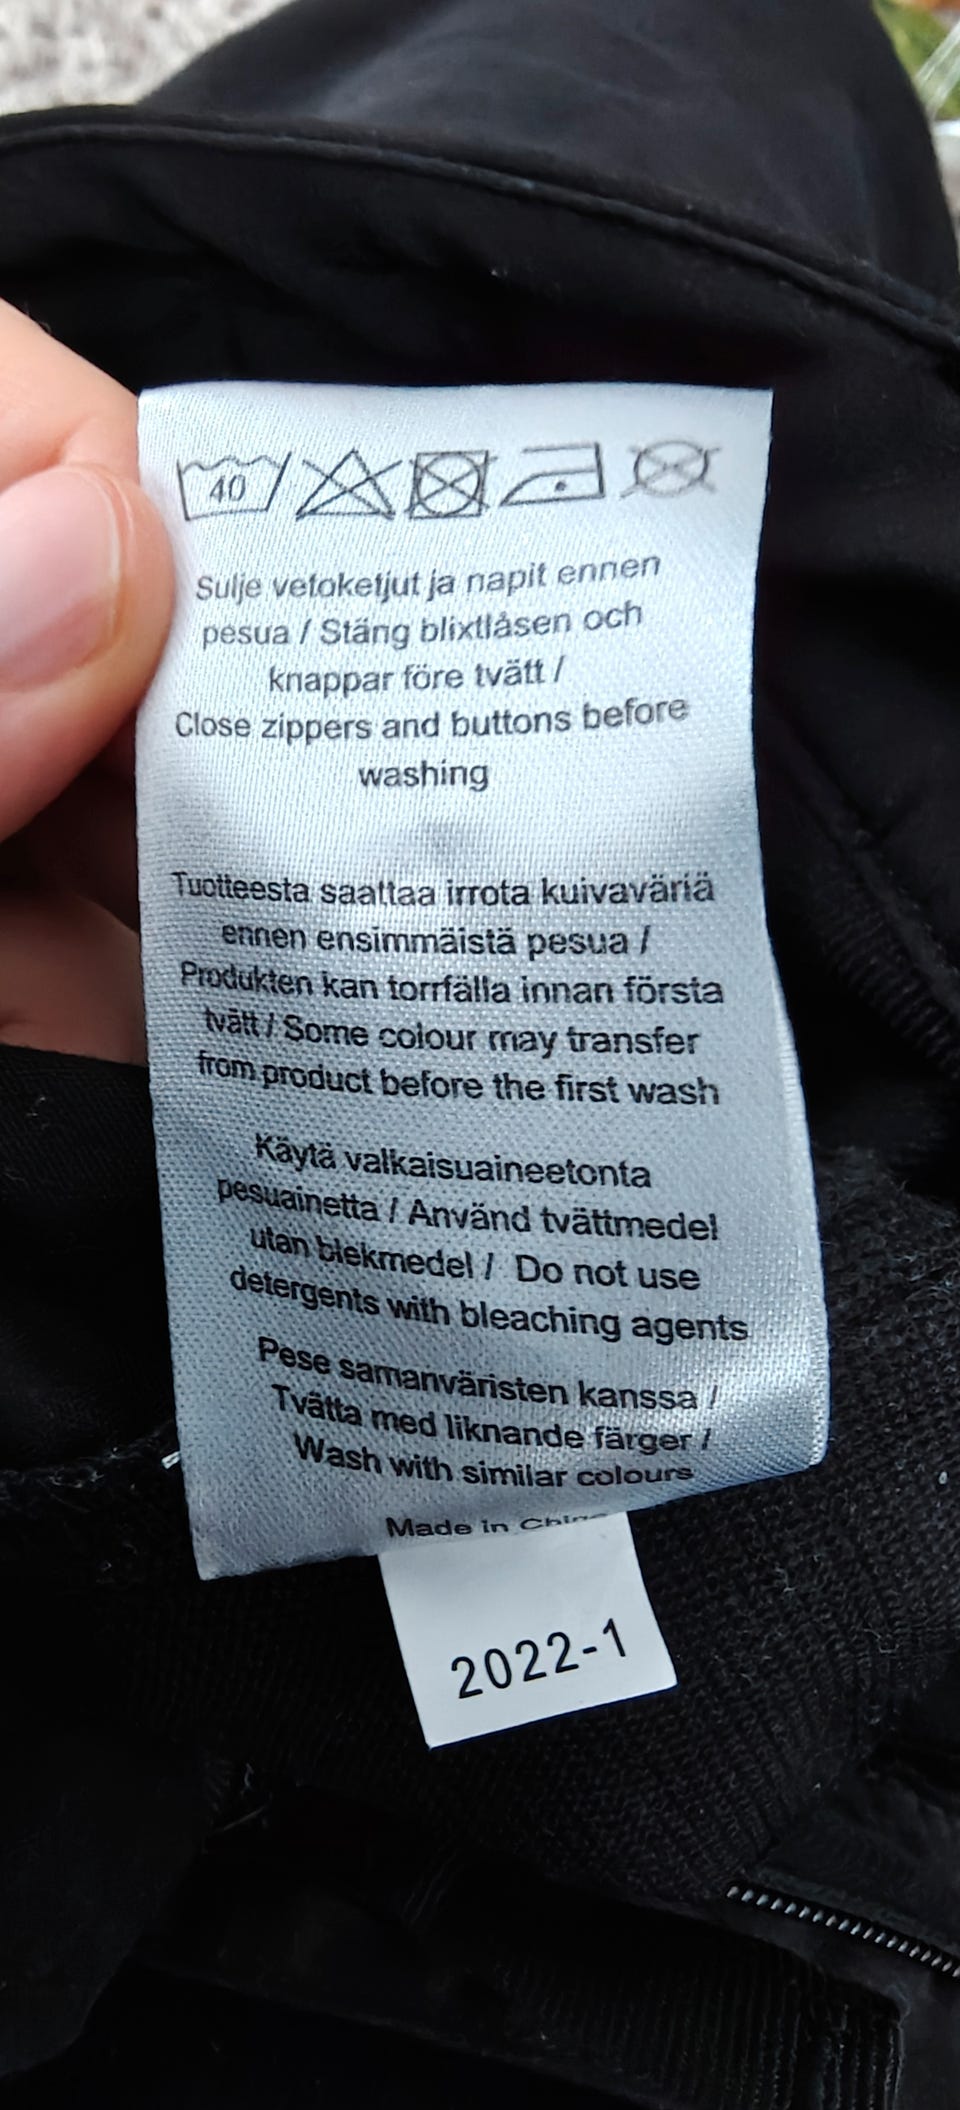 40
Sulje vetoketjut ja napit ennen
pesua / Stäng blixtlåsen och
knappar före tvätt /
Close zippers and buttons before
washing
Tuotteesta saattaa irrota kuivaväriä
ennen ensimmäistä pesua /
Produkten kan torrfälla innan första
tvätt / Some colour may transfer
from product before the first wash
Käytä valkaisuaineetonta
pesuainetta / Använd tvättmedel
utan blekmedel / Do not use
detergents with bleaching agents
Pese samanväristen kanssa /
Tvätta med liknande färger /
Wash with similar colours
Made in China
2022-1